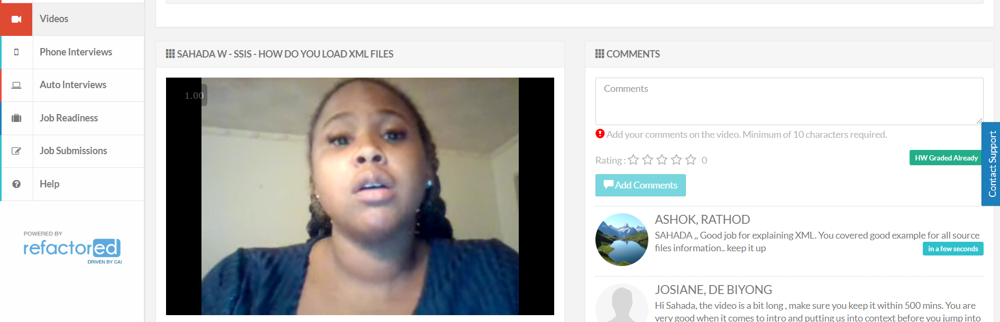 Videos
Phone Interviews
Auto Interviews
Job Readiness
Job Submissions
Help
POWERED BY
refactored
DRIVEN BY CAI
SAHADA W - SSIS - HOW DO YOU LOAD XML FILES
1.00
COMMENTS
Comments
Add your comments on the video. Minimum of 10 characters required.
Rating : 0
HW Graded Already
Add Comments
Contact Support
ASHOK, RATHOD
SAHADA ,, Good job for explaining XML. You covered good example for all source
files information.. keep it up
in a few seconds
JOSIANE, DE BIYONG
Hi Sahada, the video is a bit long , make sure you keep it within 500 mins. You are
very good when it comes to intro and putting us into context before you jump into